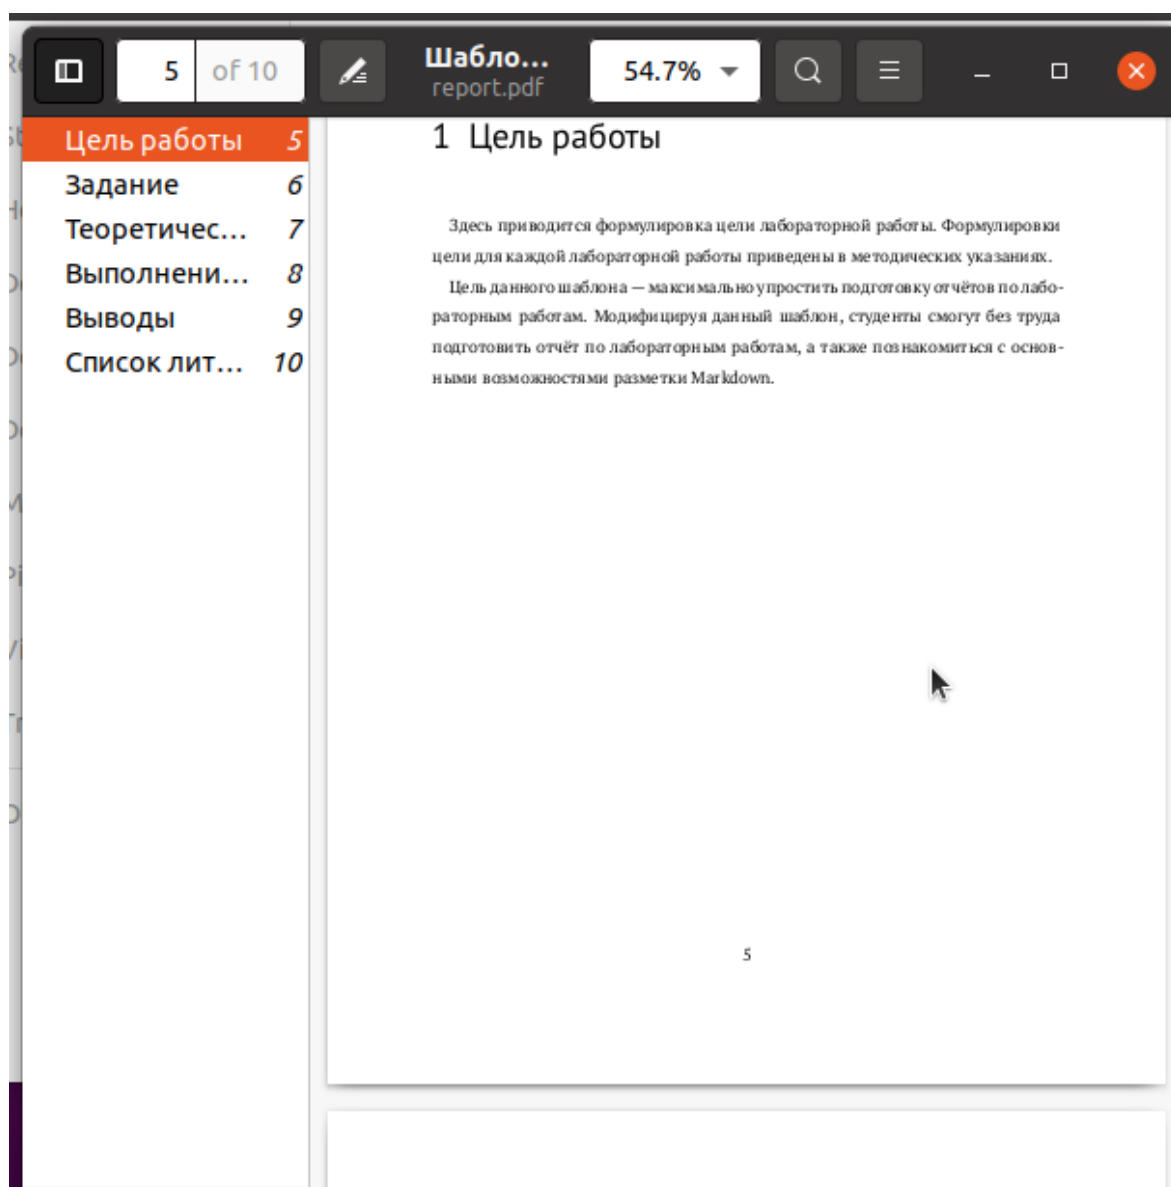 5 of 10
Шабло...
report.pdf
54.7%
Цель работы 5
Задание 6
Теоретичес... 7
Выполнени... 8
Выводы 9
Список лит... 10
1 Цель работы
Здесь приводится формулировка цели лабораторной работы. Формулировки
цели для каждой лабораторной работы приведены в методических указаниях.
Цель данного шаблона — максимально упростить подготовку отчётов по лабо-
раторным работам. Модифицируя данный шаблон, студенты смогут без труда
подготовить отчёт по лабораторным работам, а также познакомиться с основ-
ными возможностями разметки Markdown.
5